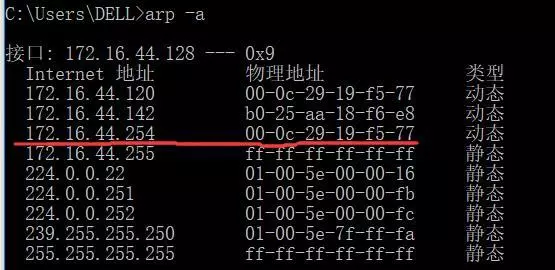 C:\Users\DELL>arp -a
接口: 172.16.44.128 --- 0x9
Internet 地址 物理地址 类型
172.16.44.120 00-0c-29-19-f5-77 动态
172.16.44.142 b0-25-aa-18-f6-e8 动态
172.16.44.254 00-0c-29-19-f5-77 动态
172.16.44.255 ff-ff-ff-ff-ff-ff 静态
224.0.0.22 01-00-5e-00-00-16 静态
224.0.0.251 01-00-5e-00-00-fb 静态
224.0.0.252 01-00-5e-00-00-fc 静态
239.255.255.250 01-00-5e-7f-ff-fa 静态
255.255.255.255 ff-ff-ff-ff-ff-ff 静态